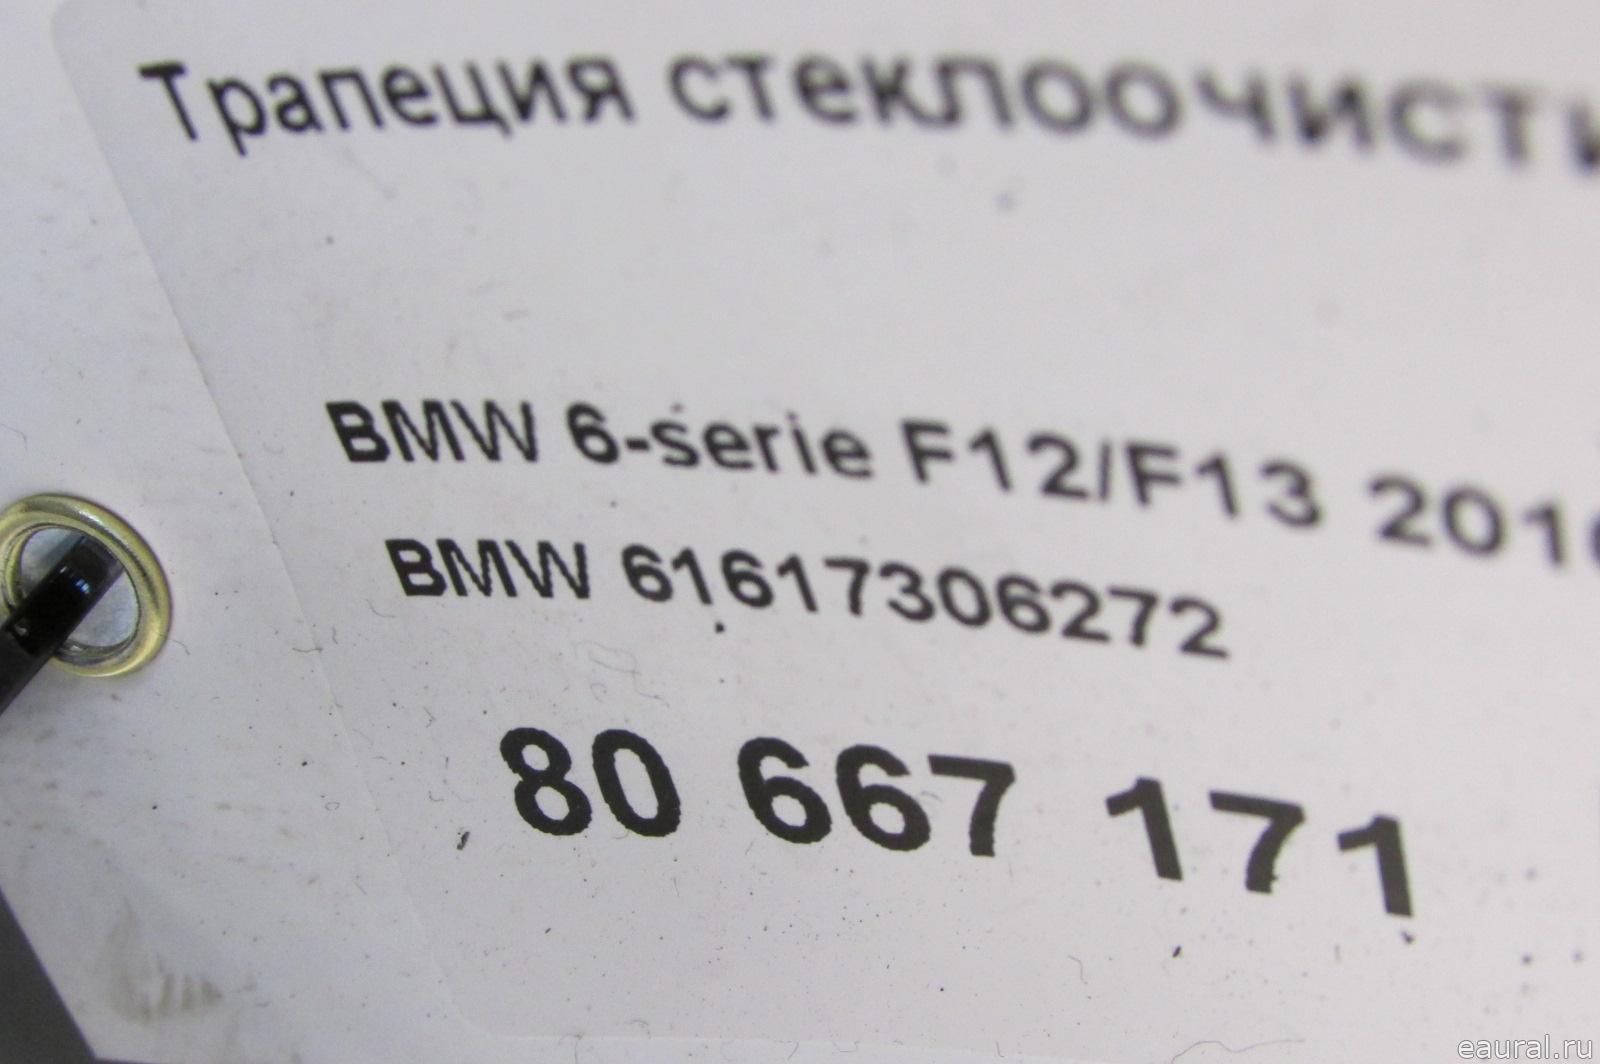 Трапеция стеклоочисти
BMW 6-serie F12/F13 201
BMW 61617306272
80 667 171
eaural.ru